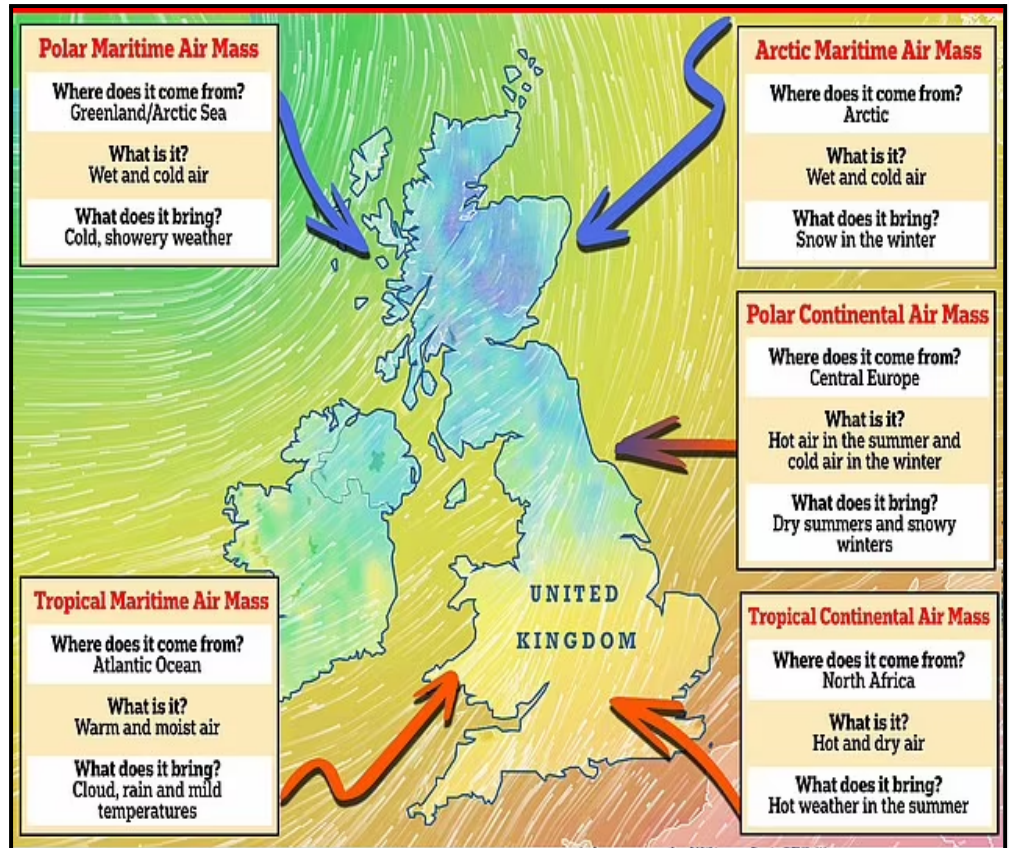 Polar Maritime Air Mass
Where does it come from?
Greenland/Arctic Sea
What is it?
Wet and cold air
What does it bring?
Cold, showery weather
Arctic Maritime Air Mass
Where does it come from?
Arctic
What is it?
Wet and cold air
What does it bring?
Snow in the winter
Polar Continental Air Mass
Where does it come from?
Central Europe
What is it?
Hot air in the summer and
cold air in the winter
What does it bring?
Dry summers and snowy
winters
UNITED
KINGDOM
Tropical Maritime Air Mass
Where does it come from?
Atlantic Ocean
What is it?
Warm and moist air
What does it bring?
Cloud, rain and mild
temperatures
Tropical Continental Air Mass
Where does it come from?
North Africa
What is it?
Hot and dry air
What does it bring?
Hot weather in the summer